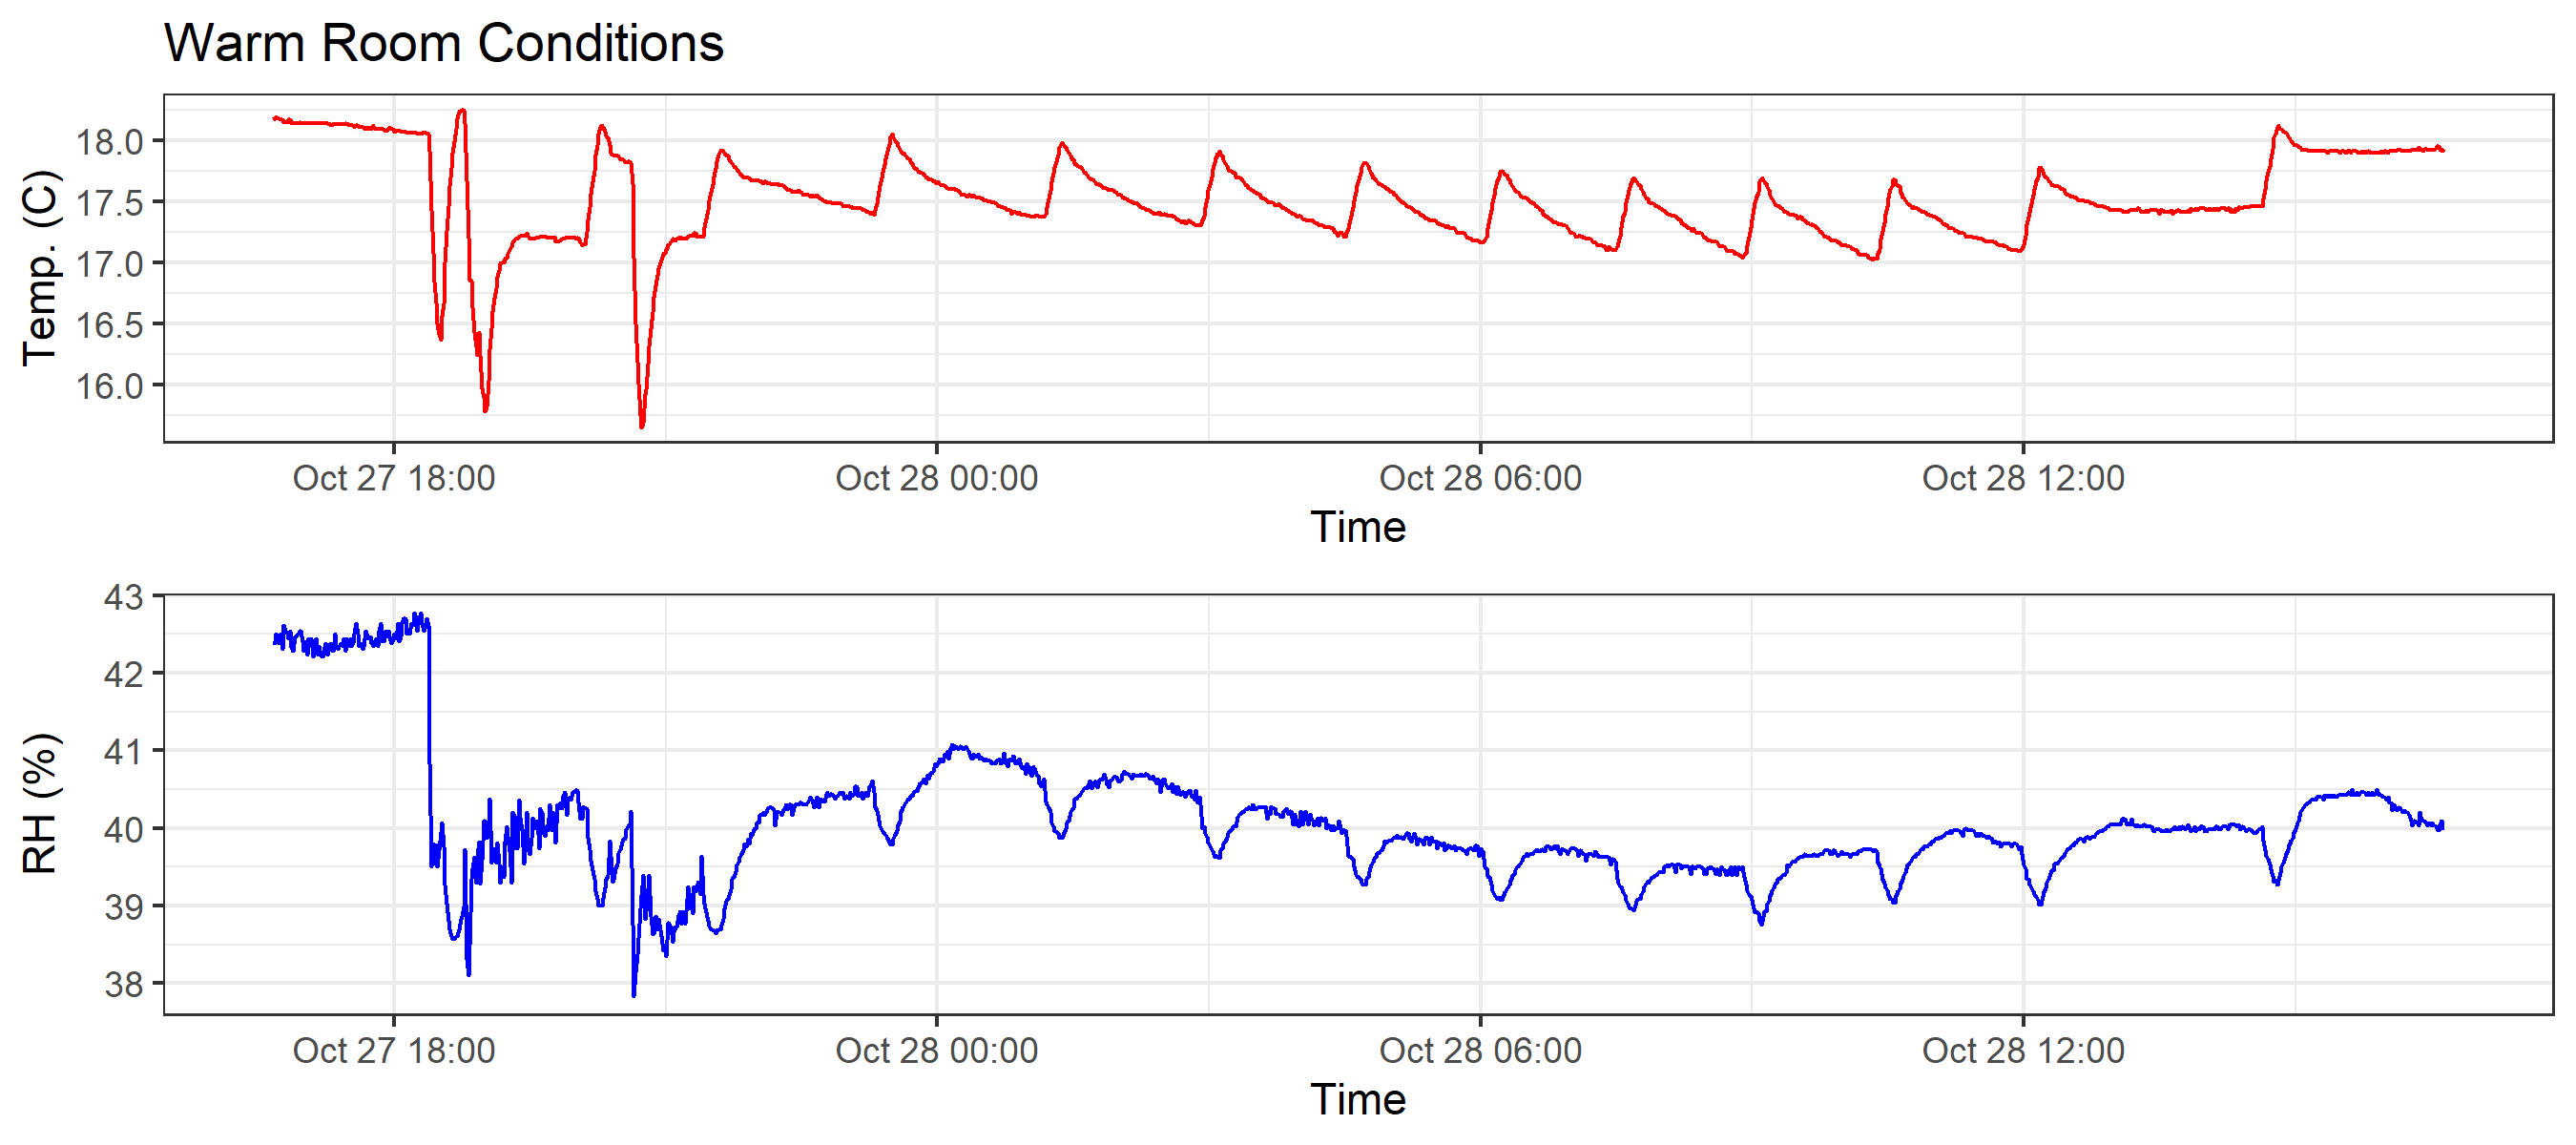 Warm Room Conditions
Temp. (C)
18.0
17.5
17.0
16.5
16.0
Oct 27 18:00 Oct 28 00:00 Oct 28 06:00 Oct 28 12:00
Time
RH (%)
43
42
41
40
39
38
Oct 27 18:00 Oct 28 00:00 Oct 28 06:00 Oct 28 12:00
Time